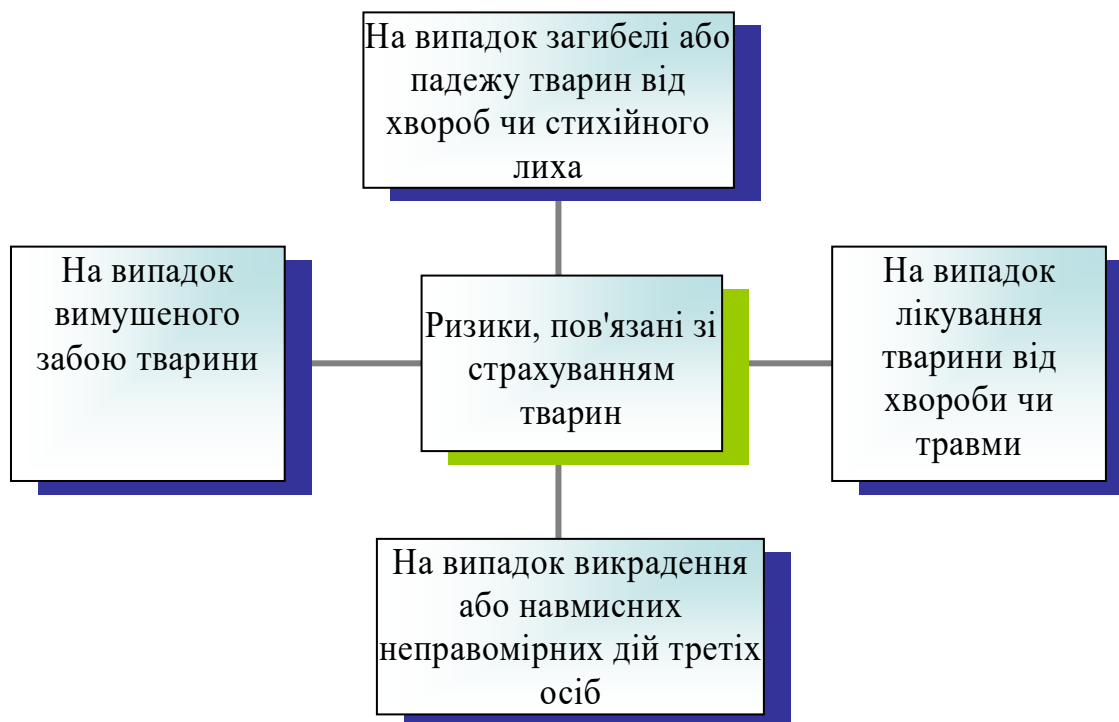 На випадок загибелі або
падежу тварин від
хвороб чи стихійного
лиха
На випадок
вимушеного
забою тварини
Ризики, пов'язані зі
страхуванням
тварин
На випадок
лікування
тварини від
хвороби чи
травми
На випадок викрадення
або навмисних
неправомірних дій третіх
осіб